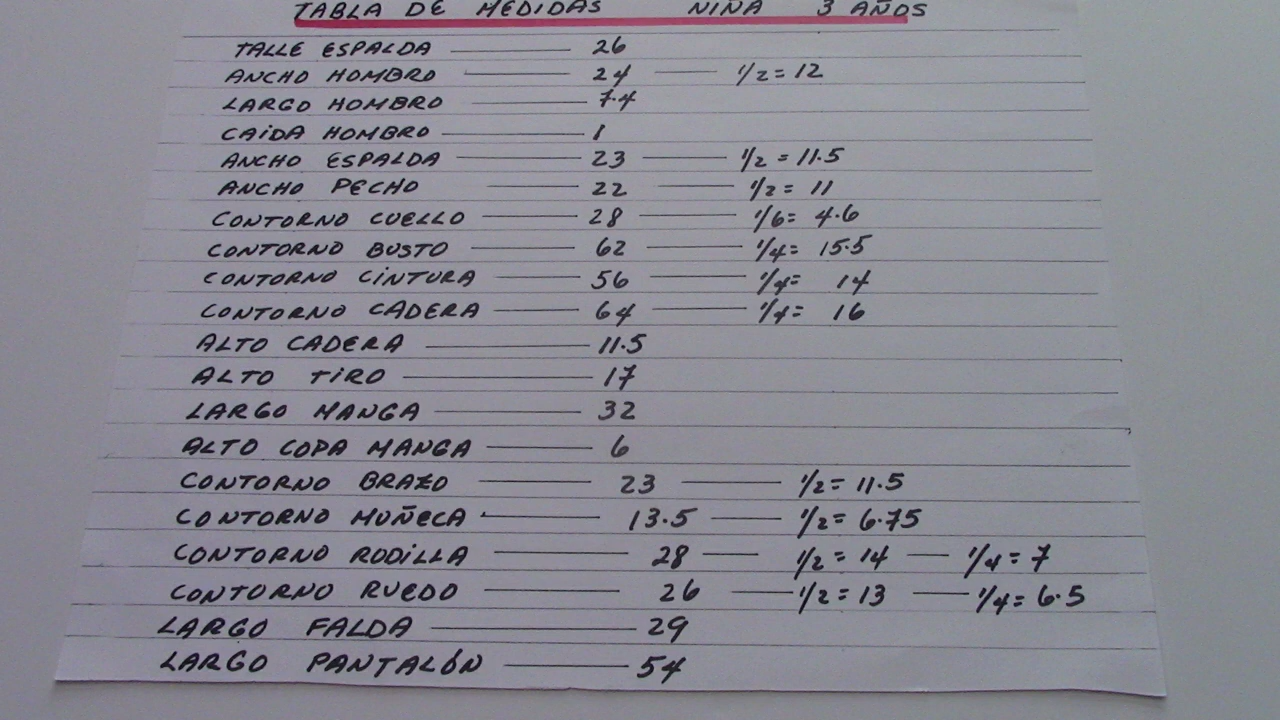 TABLA DE MEDIDAS NIÑA 3 AÑOS
TALLE ESPALDA — 26
ANCHO HOMBRO — 24 — 1/2 = 12
LARGO HOMBRO — 7.4
CAIDA HOMBRO — 1
ANCHO ESPALDA — 23 — 1/2 = 11.5
ANCHO PECHO — 22 — 1/2 = 11
CONTORNO CUELLO — 28 — 1/6 = 4.6
CONTORNO BUSTO — 62 — 1/4 = 15.5
CONTORNO CINTURA — 56 — 1/4 = 14
CONTORNO CADERA — 64 — 1/4 = 16
ALTO CADERA — 11.5
ALTO TIRO — 17
LARGO MANGA — 32
ALTO COPA MANGA — 6
CONTORNO BRAZO — 23 — 1/2 = 11.5
CONTORNO MUÑECA — 13.5 — 1/2 = 6.75
CONTORNO RODILLA — 28 — 1/2 = 14 — 1/4 = 7
CONTORNO RUEDO — 26 — 1/2 = 13 — 1/4 = 6.5
LARGO FALDA — 29
LARGO PANTALÓN — 54